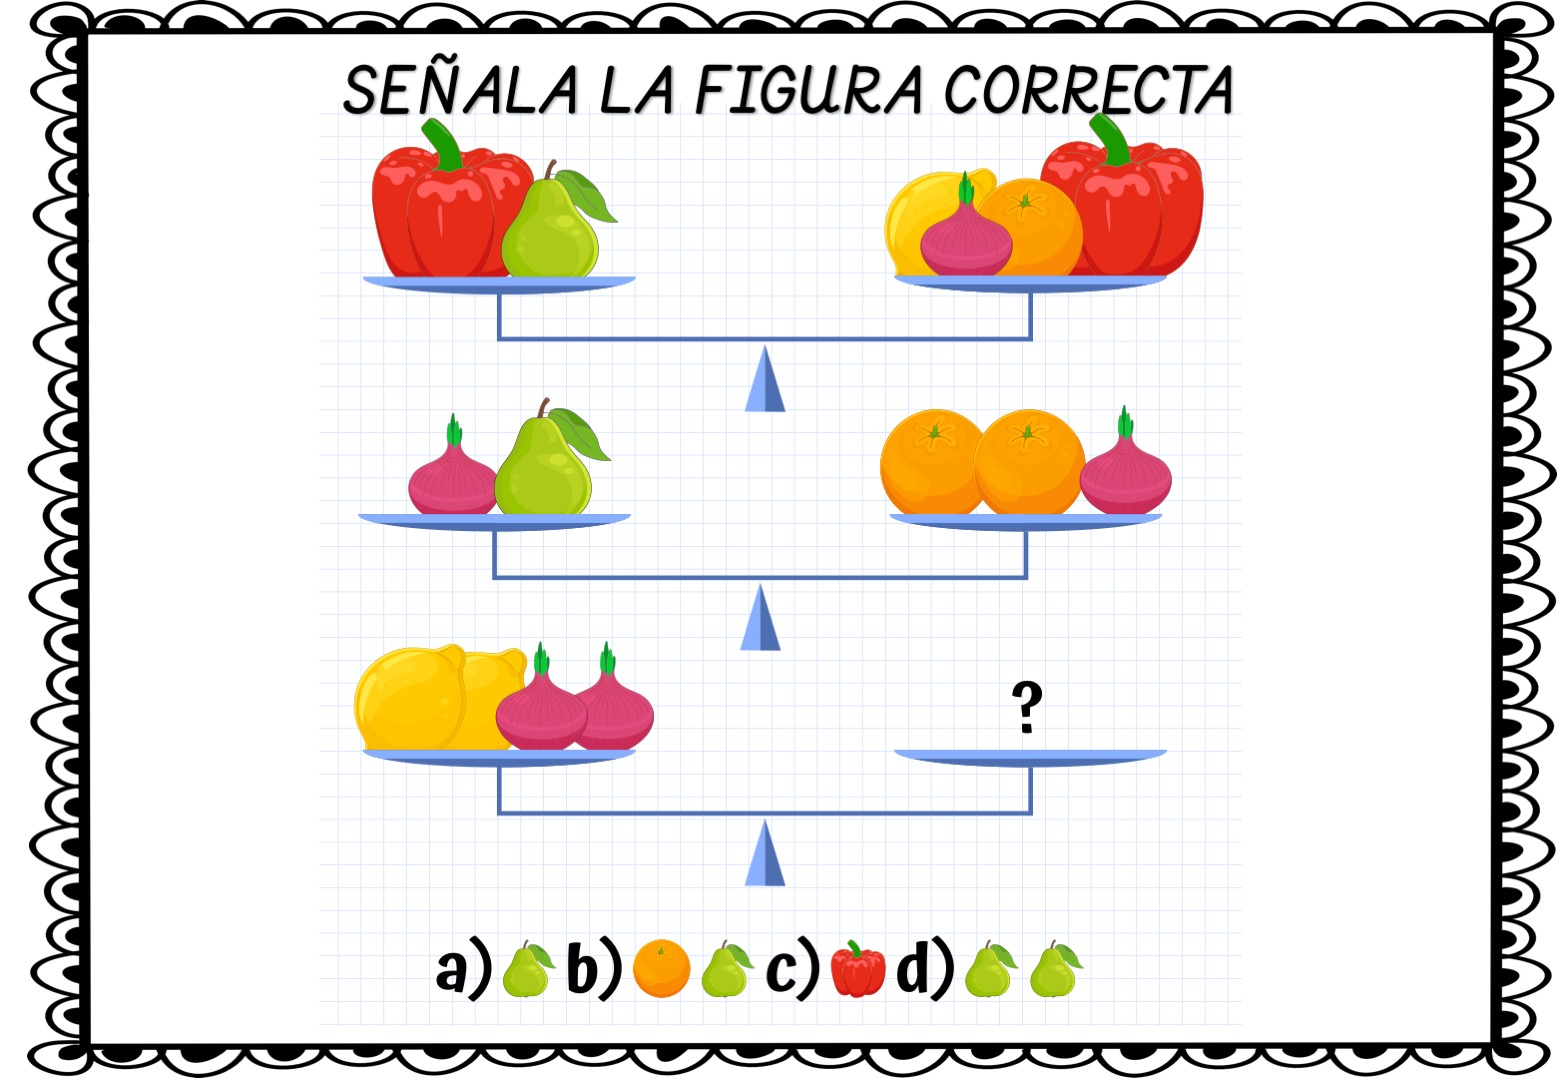 SEÑALA LA FIGURA CORRECTA
?
a) b) c) d)